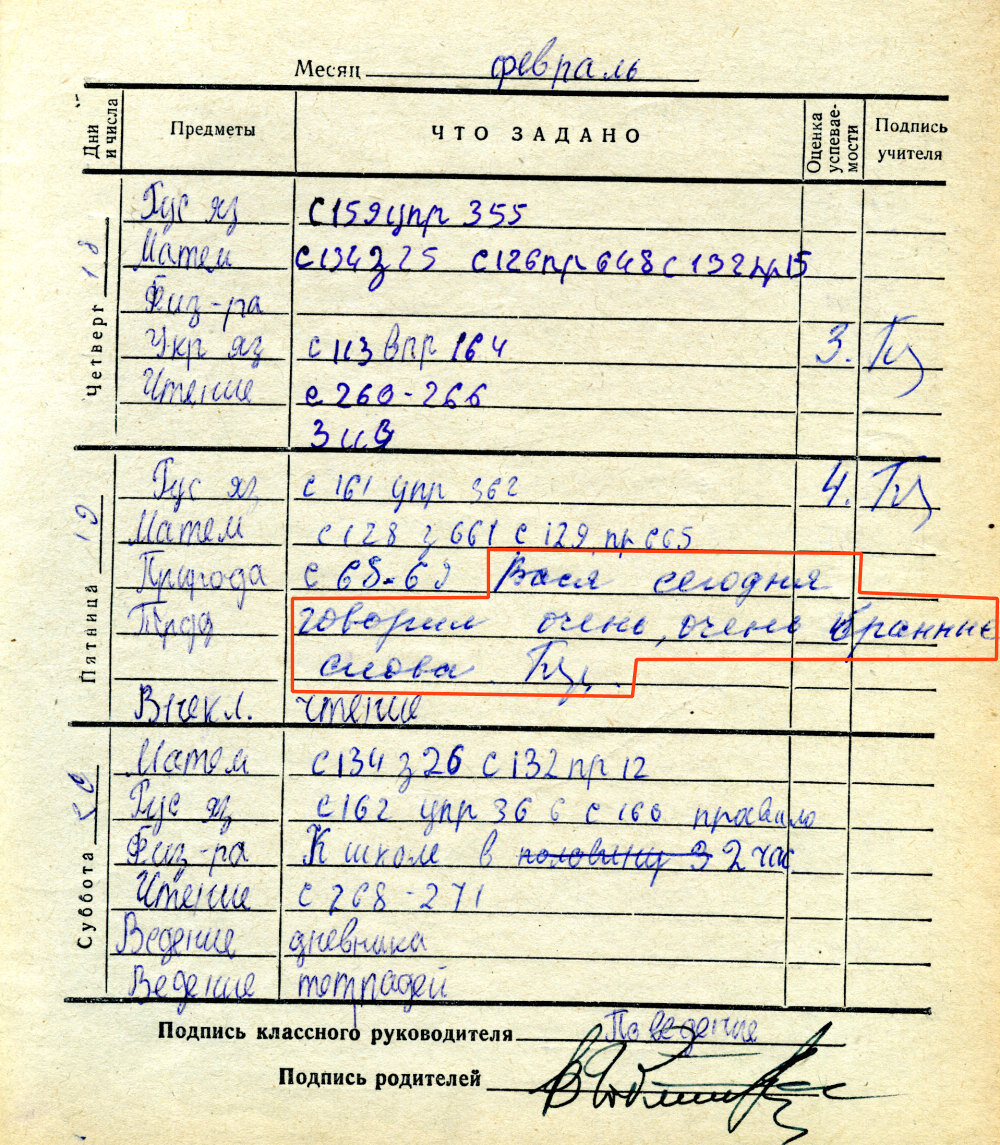 Месяц февраль
Дни и числа Предметы ЧТО ЗАДАНО Оценка успевае-мости Подпись учителя
Четверг 18
Рус яз с 159 упр 355
Матем с 134 з 25 с 126 пр 648 с 132 пр 15
Физ-ра
Укр яз с 113 впр 164 3.
Чтение с 260-266
3
Пятница 19
Рус яз с 161 упр 362 4.
Матем с 128 з 661 с 129 пр 665
Природа с 68-69 Вася сегодня
говорил очень, очень бранные
слова
Внекл. чтение
Суббота 20
Матем с 134 з 26 с 132 пр 12
Рус яз с 162 упр 366 с 160 правило
Физ-ра К школе в половину 3 2 час
Чтение с 268-271
Ведение дневника
Ведение тетрадей
Подпись классного руководителя Поведение
Подпись родителей